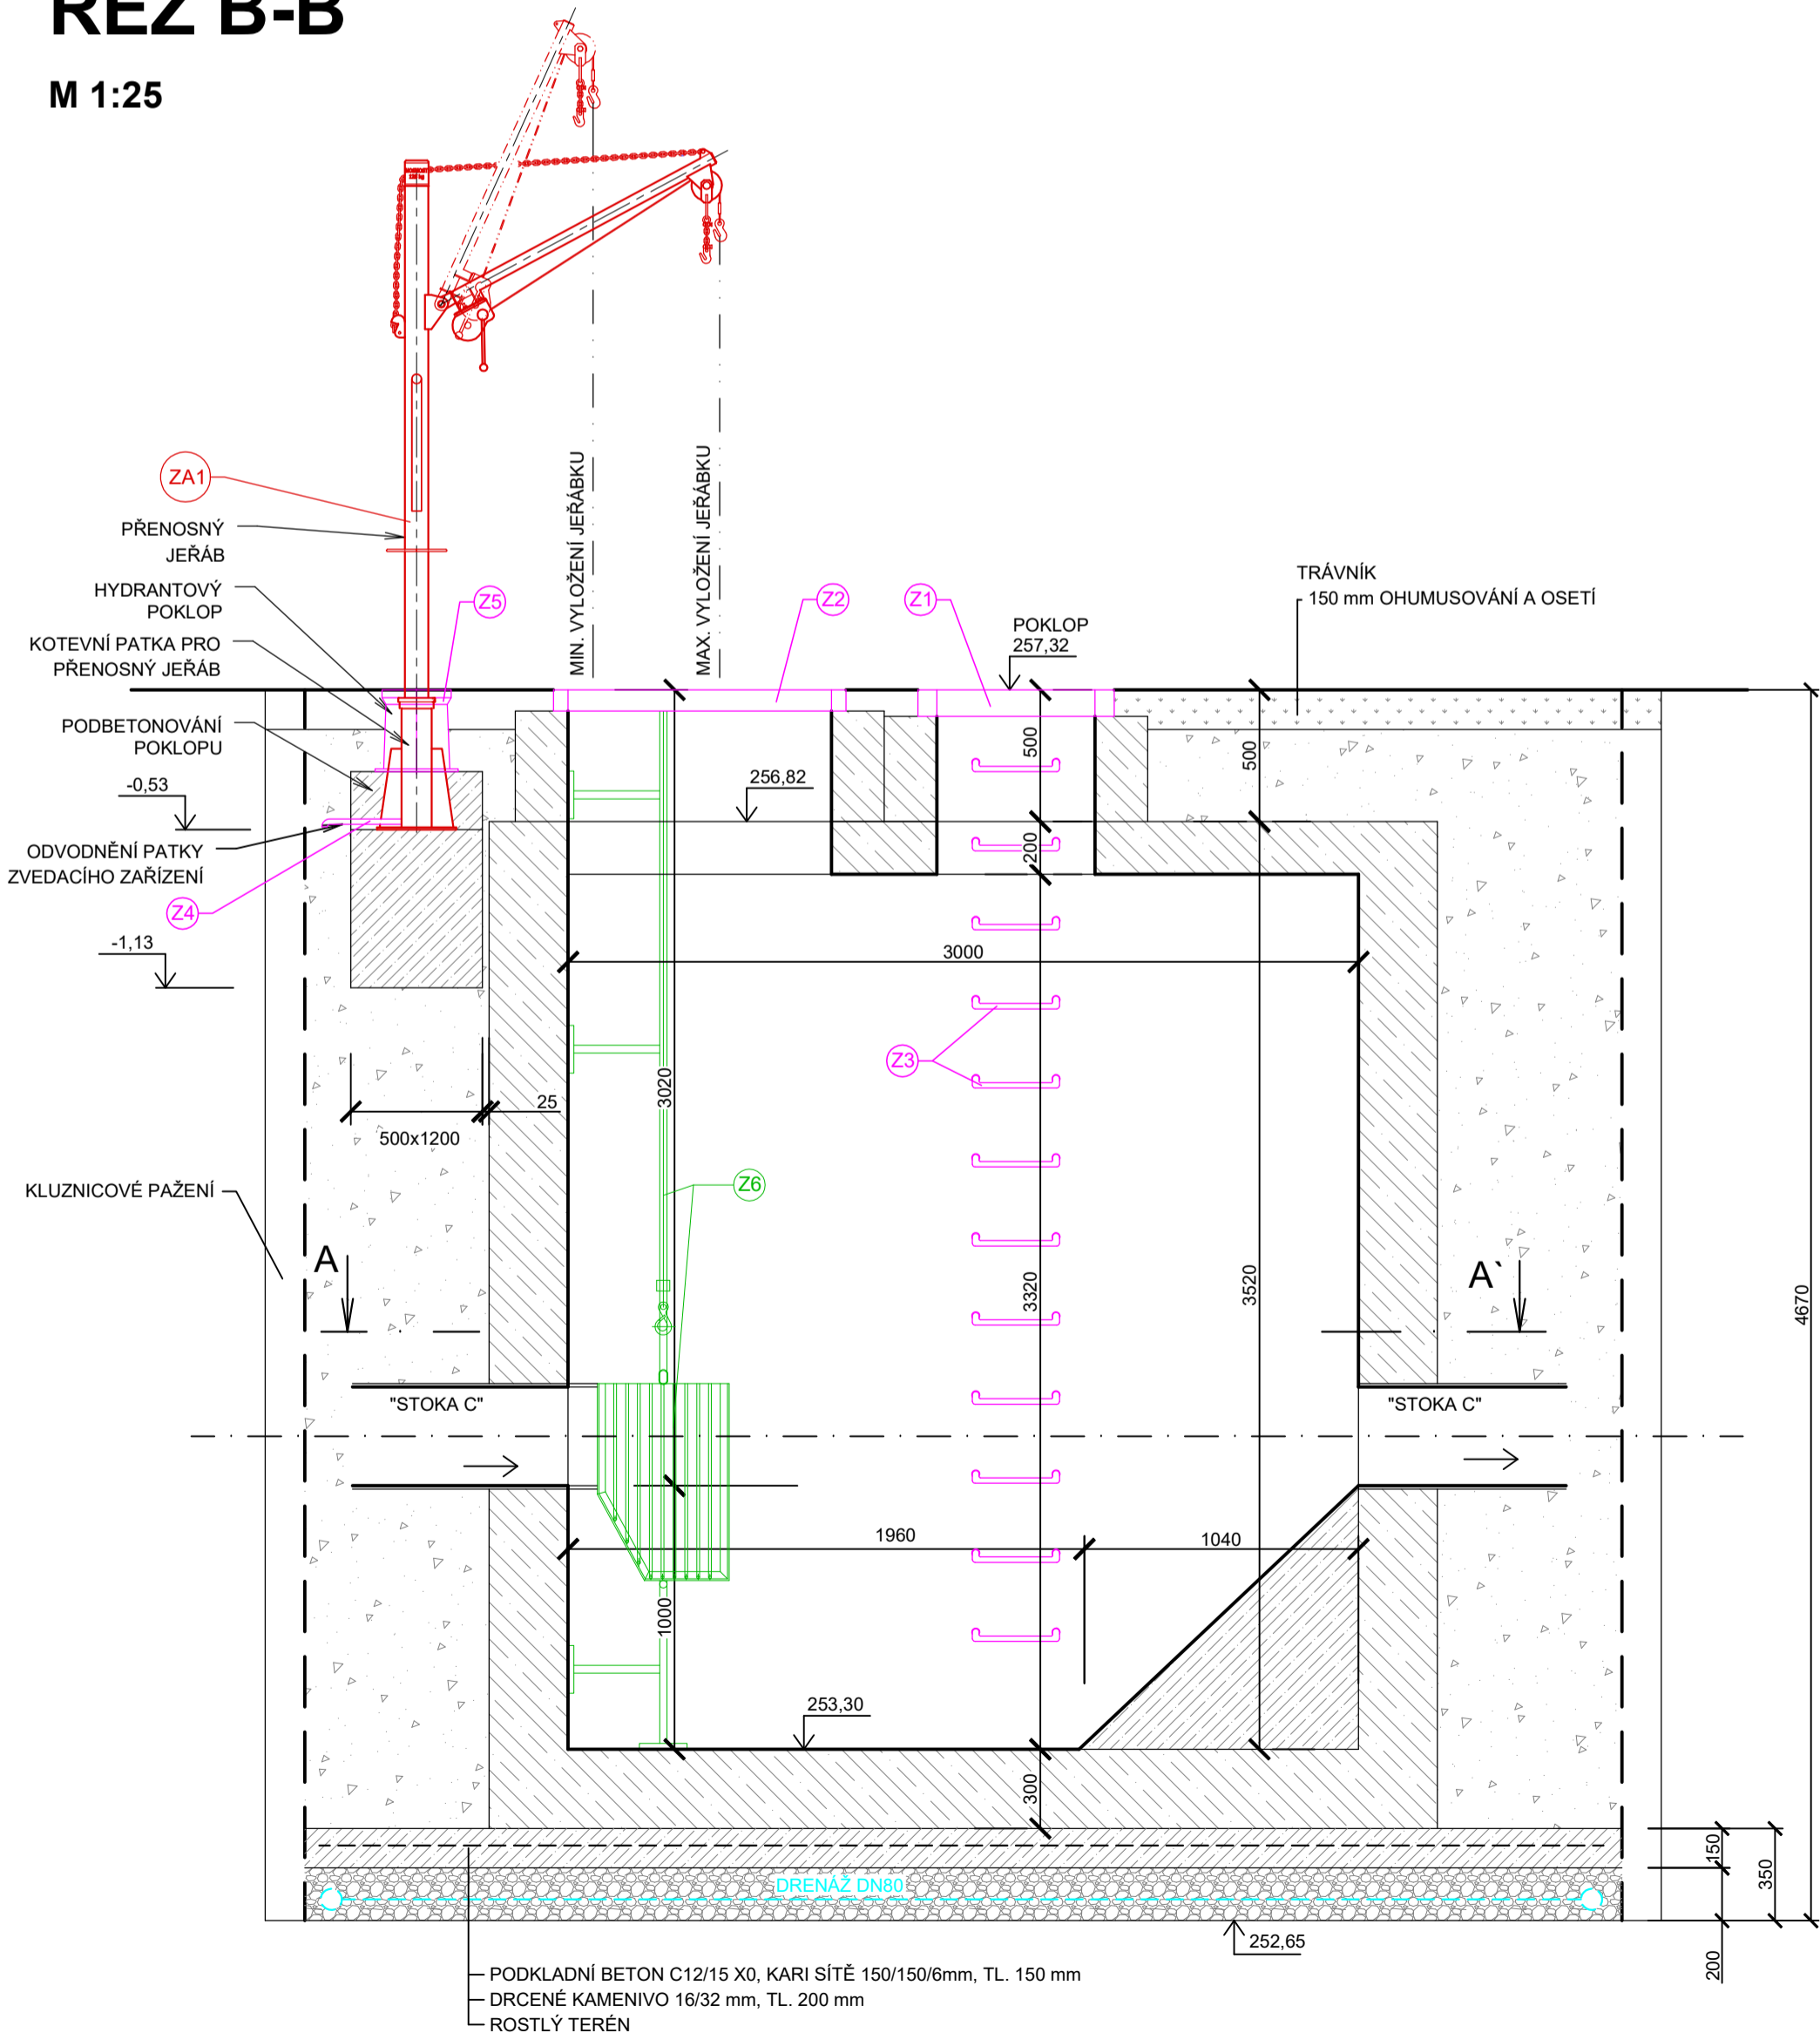 ŘEZ B-B
M 1:25
ZA1
PŘENOSNÝ
JEŘÁB
HYDRANTOVÝ
POKLOP
KOTEVNÍ PATKA PRO
PŘENOSNÝ JEŘÁB
PODBETONOVÁNÍ
POKLOPU
-0,53
ODVODNĚNÍ PATKY
ZVEDACÍHO ZAŘÍZENÍ
Z4
-1,13
Z5
MIN. VYLOŽENÍ JEŘÁBKU
MAX. VYLOŽENÍ JEŘÁBKU
Z2
Z1
POKLOP
257,32
TRÁVNÍK
150 mm OHUMUSOVÁNÍ A OSETÍ
256,82
500
500
200
3000
Z3
3020
25
500x1200
KLUZNICOVÉ PAŽENÍ
Z6
A
A`
3320
3520
4670
"STOKA C"
"STOKA C"
1960
1040
1000
253,30
300
150
350
200
DRENÁŽ DN80
252,65
PODKLADNÍ BETON C12/15 X0, KARI SÍTĚ 150/150/6mm, TL. 150 mm
DRCENÉ KAMENIVO 16/32 mm, TL. 200 mm
ROSTLÝ TERÉN